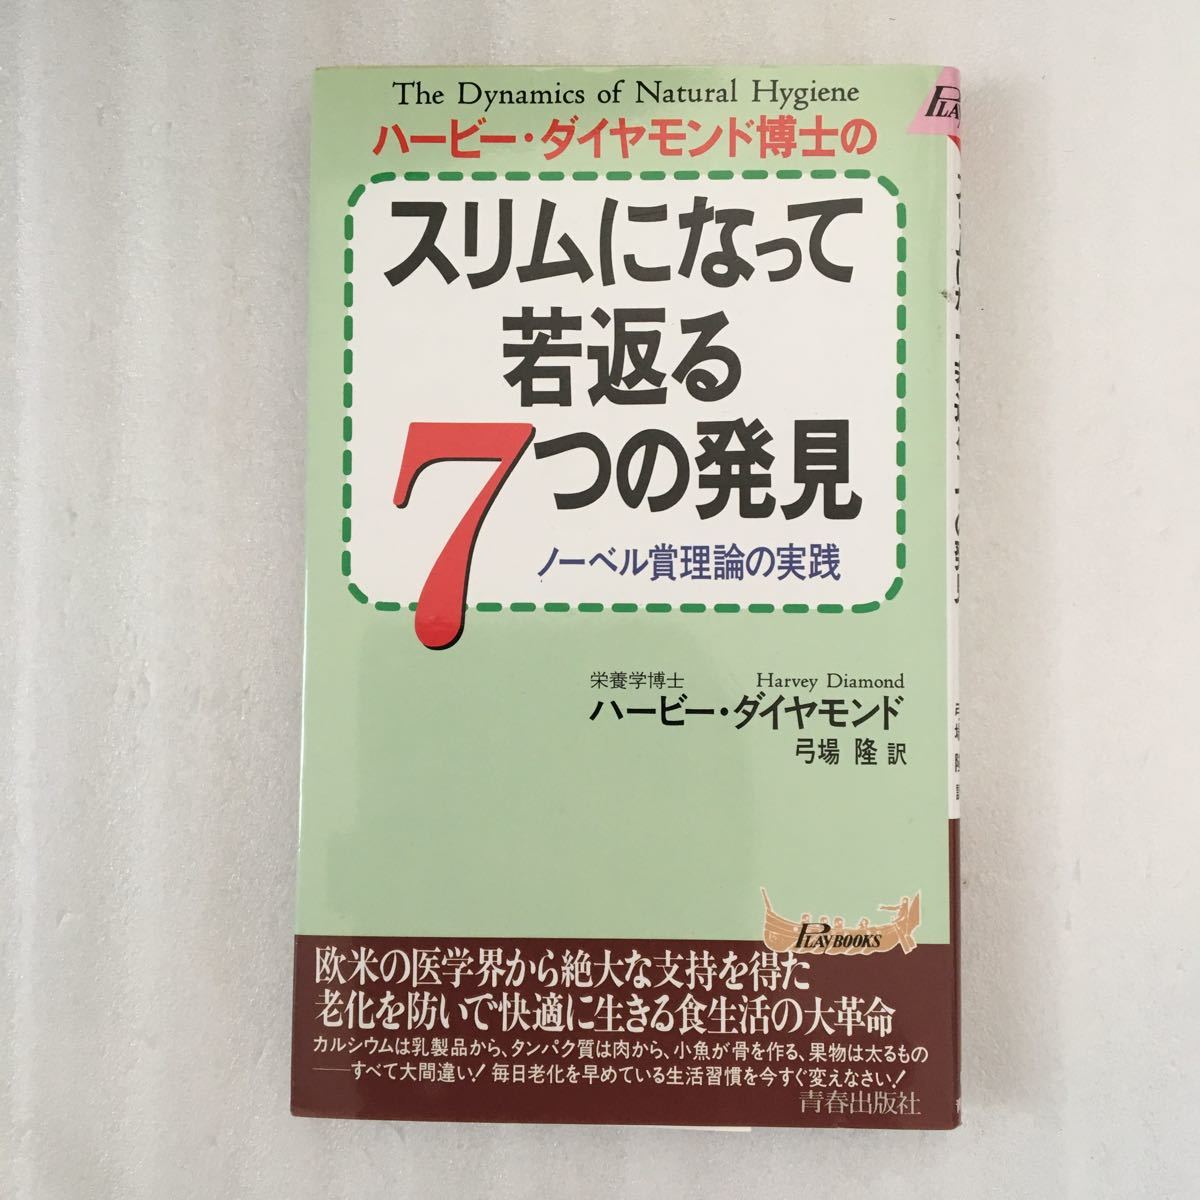 The Dynamics of Natural Hygiene
ハービー・ダイヤモンド博士の
スリムになって
若返る
7つの発見
ノーベル賞理論の実践
栄養学博士 Harvey Diamond
ハービー・ダイヤモンド
弓場 隆 訳
PLAYBOOKS
欧米の医学界から絶大な支持を得た
老化を防いで快適に生きる食生活の大革命
カルシウムは乳製品から、タンパク質は肉から、小魚が骨を作る、果物は太るもの
――すべて大間違い! 毎日老化を早めている生活習慣を今すぐ変えなさい!
青春出版社